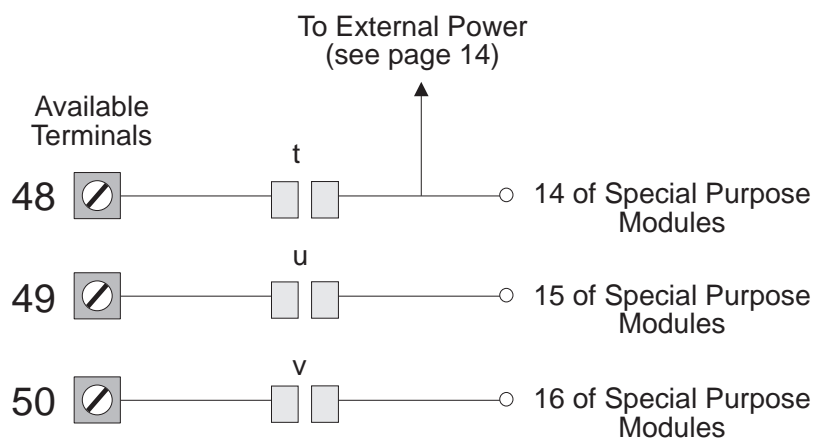 To External Power
(see page 14)
Available
Terminals
t
48
14 of Special Purpose
Modules
u
49
15 of Special Purpose
Modules
v
50
16 of Special Purpose
Modules